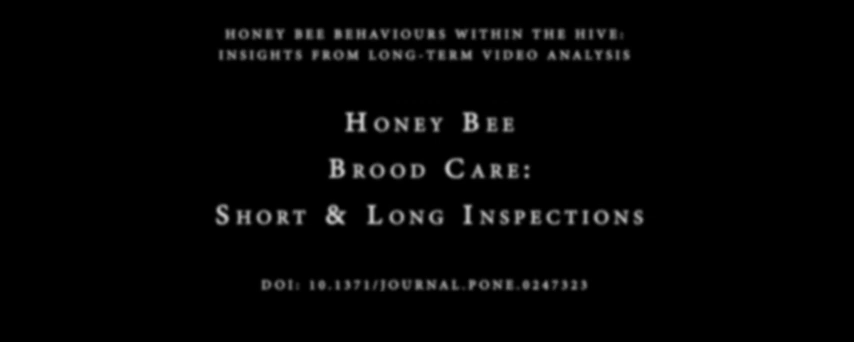 HONEY BEE BEHAVIOURS WITHIN THE HIVE:
INSIGHTS FROM LONG-TERM VIDEO ANALYSIS
HONEY BEE
BROOD CARE:
SHORT & LONG INSPECTIONS
DOI: 10.1371/JOURNAL.PONE.0247323